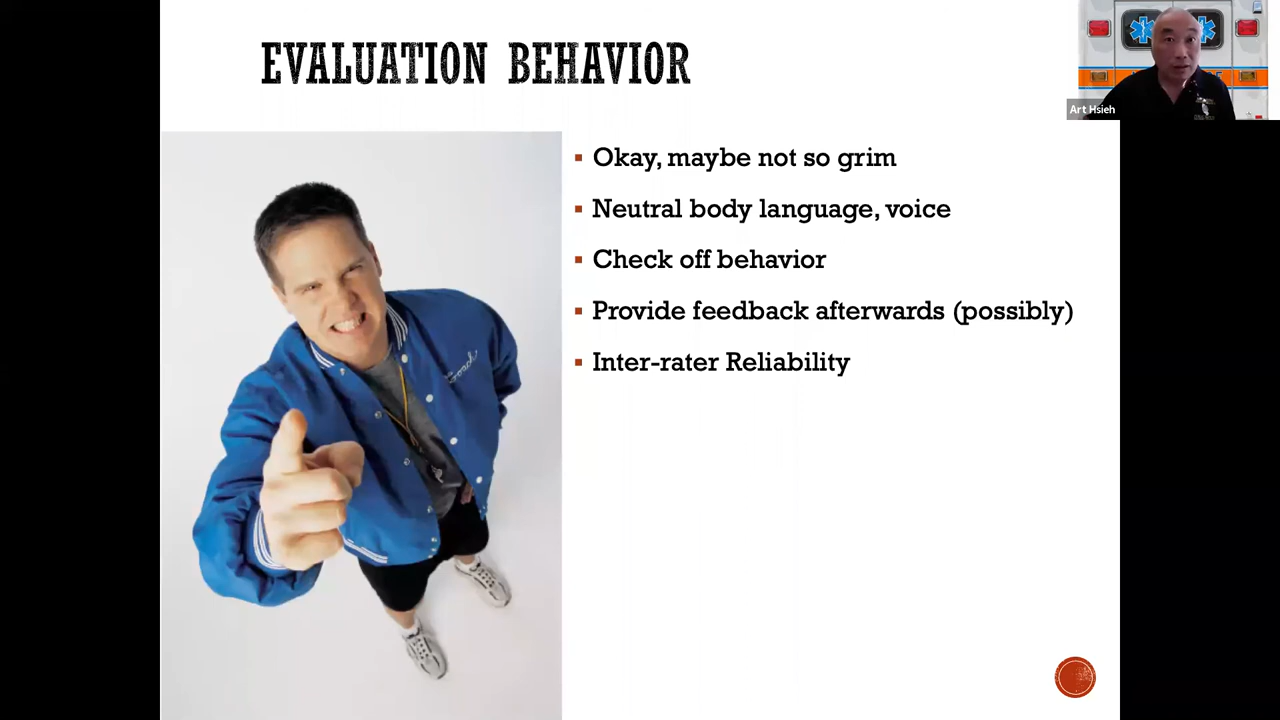 EVALUATION BEHAVIOR
Art Hsieh
Okay, maybe not so grim
Neutral body language, voice
Check off behavior
Provide feedback afterwards (possibly)
Inter-rater Reliability
Coach